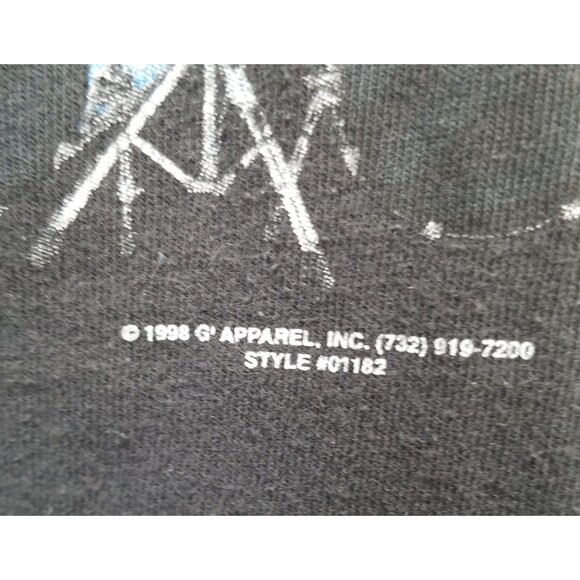 © 1998 G' APPAREL, INC. (732) 919-7200
STYLE #01182